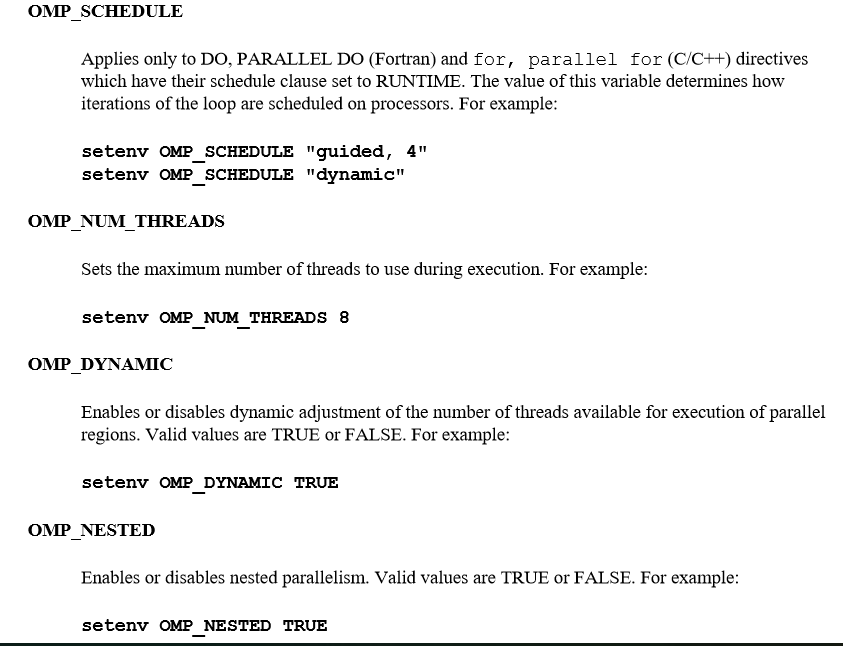 OMP_SCHEDULE
Applies only to DO, PARALLEL DO (Fortran) and for, parallel for (C/C++) directives
which have their schedule clause set to RUNTIME. The value of this variable determines how
iterations of the loop are scheduled on processors. For example:
setenv OMP_SCHEDULE "guided, 4"
setenv OMP_SCHEDULE "dynamic"
OMP_NUM_THREADS
Sets the maximum number of threads to use during execution. For example:
setenv OMP_NUM_THREADS 8
OMP_DYNAMIC
Enables or disables dynamic adjustment of the number of threads available for execution of parallel
regions. Valid values are TRUE or FALSE. For example:
setenv OMP_DYNAMIC TRUE
OMP_NESTED
Enables or disables nested parallelism. Valid values are TRUE or FALSE. For example:
setenv OMP_NESTED TRUE